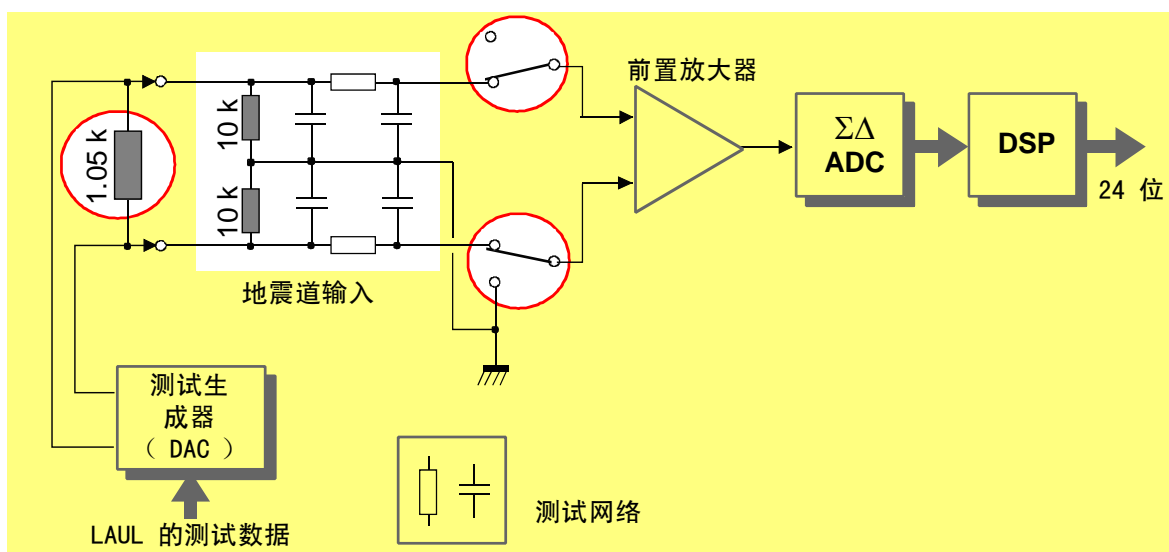 前置放大器
1.05 k
10 k
10 k
ΣΔ
ADC
DSP
24 位
地震道输入
测试生
成器
( DAC )
测试网络
LAUL 的测试数据